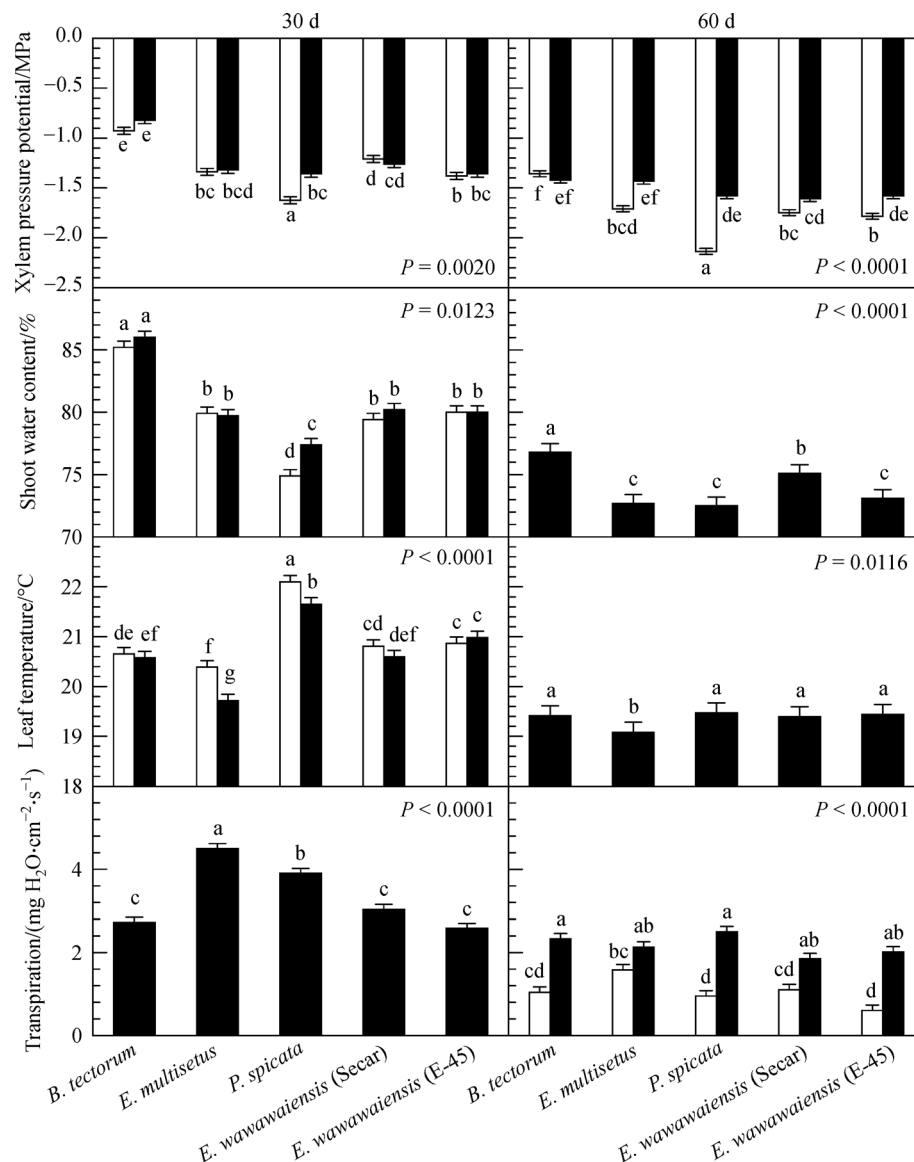 30 d
60 d
Xylem pressure potential/MPa
0.0
−0.5
−1.0
−1.5
−2.0
−2.5
e e bc bcd a bc d cd b bc
P = 0.0020
f ef bcd ef a de bc cd b de
P < 0.0001
Shoot water content/%
85
80
75
70
a a b b d c b b b b
P = 0.0123
a c c b c
P < 0.0001
Leaf temperature/°C
22
21
20
19
18
de ef f g a b cd def c c
P < 0.0001
a b a a a
P = 0.0116
Transpiration/(mg H₂O·cm⁻²·s⁻¹)
4
2
0
c a b c c
P < 0.0001
cd a bc ab d a cd ab d ab
P < 0.0001
B. tectorum
E. multisetus
P. spicata
E. wawawaiensis (Secar)
E. wawawaiensis (E-45)
B. tectorum
E. multisetus
P. spicata
E. wawawaiensis (Secar)
E. wawawaiensis (E-45)